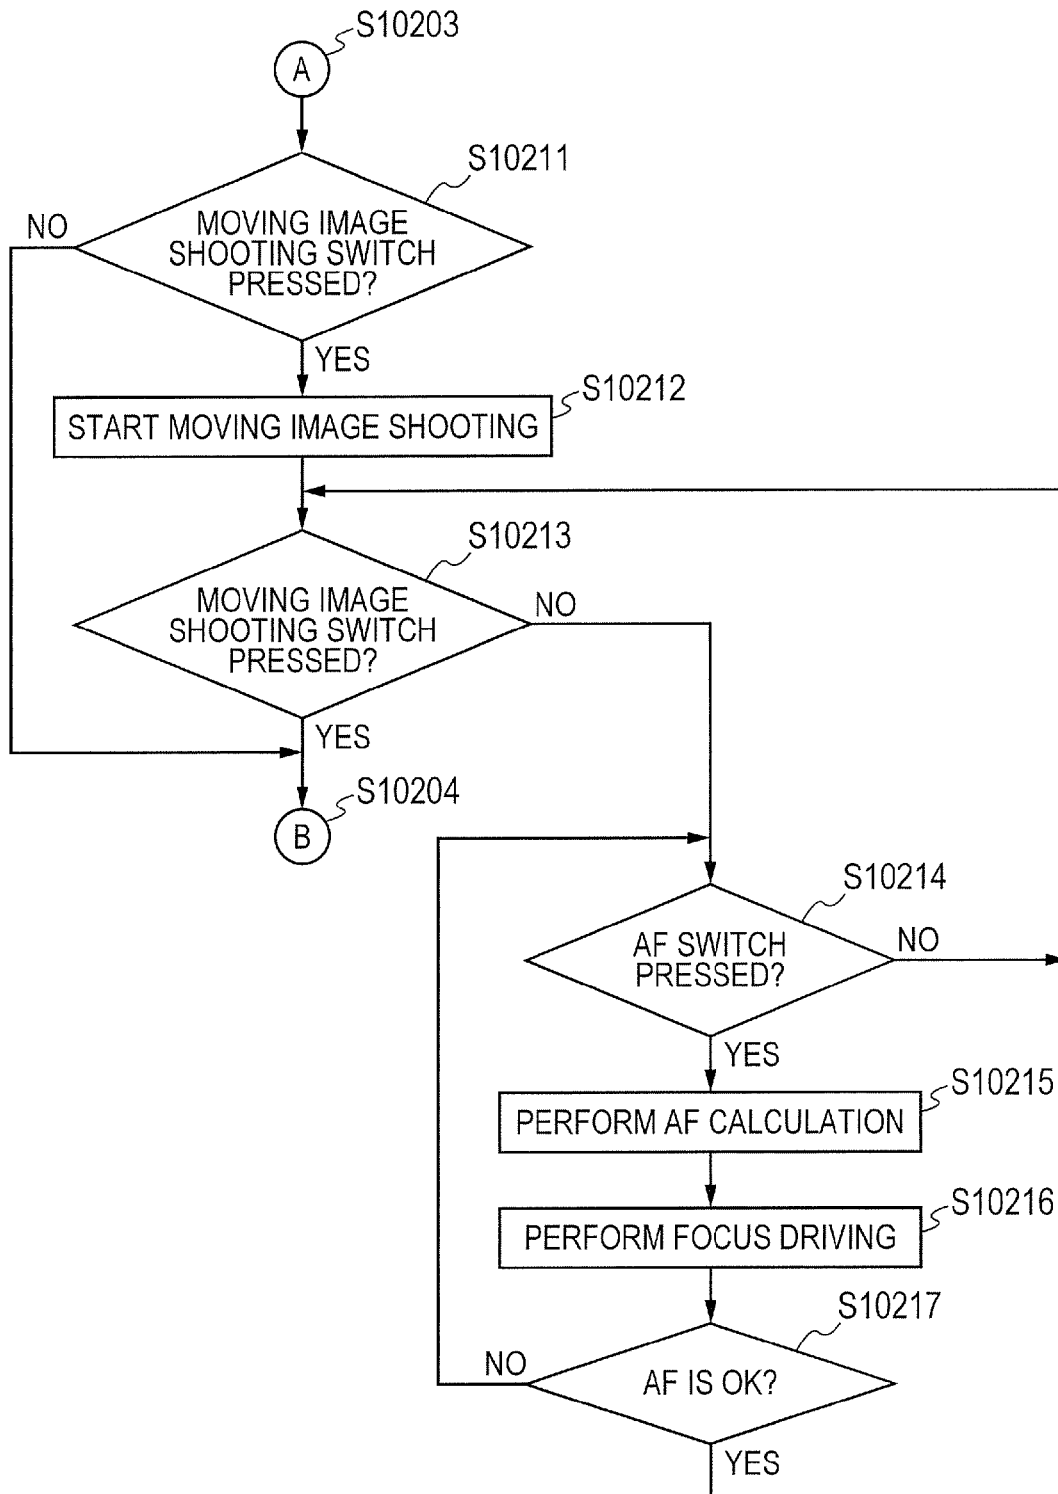 S10203
A
S10211
NO
MOVING IMAGE
SHOOTING SWITCH
PRESSED?
YES
S10212
START MOVING IMAGE SHOOTING
S10213
MOVING IMAGE
SHOOTING SWITCH
PRESSED?
NO
YES
S10204
B
S10214
AF SWITCH
PRESSED?
NO
YES
S10215
PERFORM AF CALCULATION
S10216
PERFORM FOCUS DRIVING
S10217
NO
AF IS OK?
YES